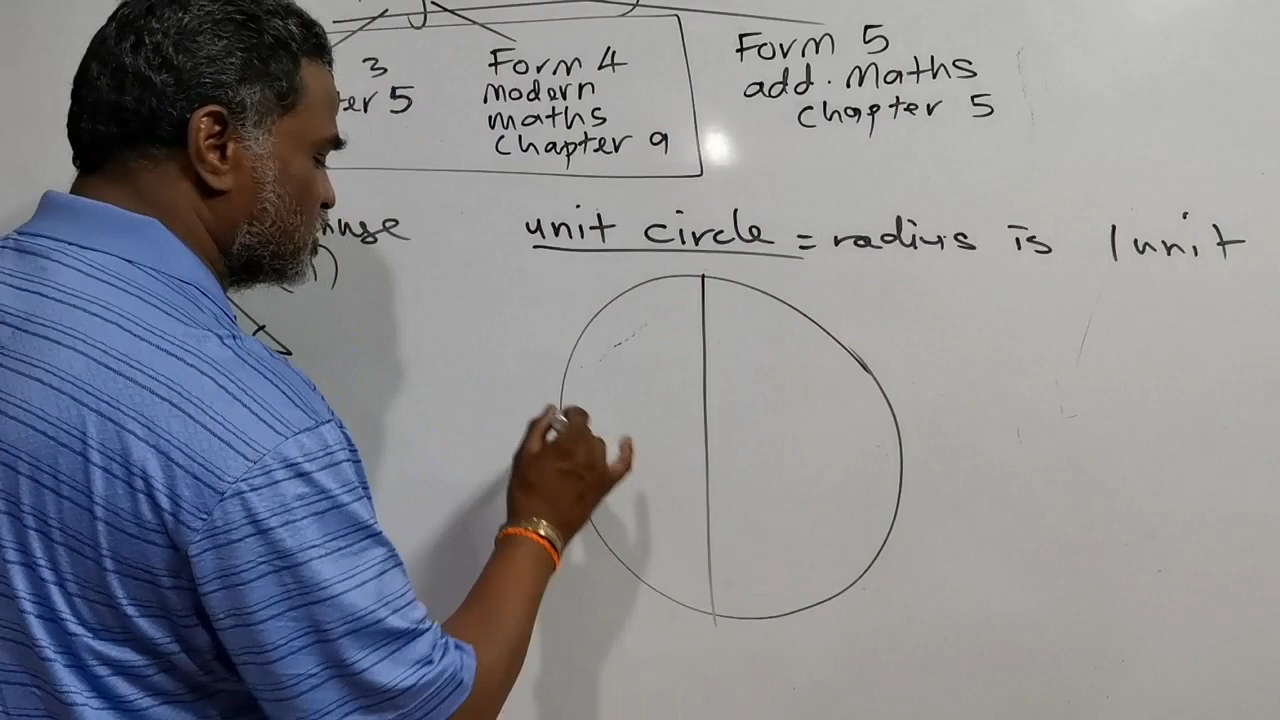 3
5
Form 4
modern
maths
Chapter 9
Form 5
add. Maths
Chapter 5
unit circle = radius is 1 unit